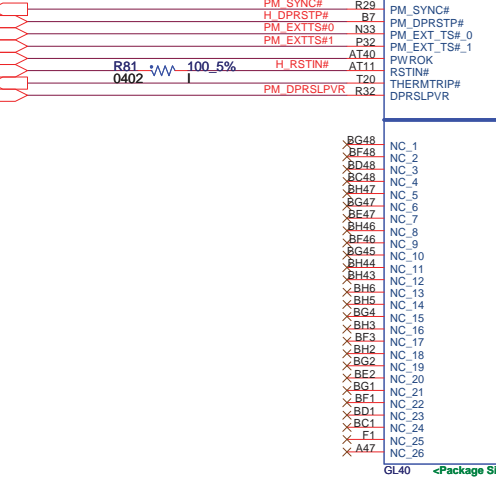 PM_SYNC# R29 PM_SYNC#
H_DPRSTP# B7 PM_DPRSTP#
PM_EXTTS#0 N33 PM_EXT_TS#_0
PM_EXTTS#1 P32 PM_EXT_TS#_1
AT40 PWROK
R81 100_5% H_RSTIN# AT11 RSTIN#
0402 I T20 THERMTRIP#
PM_DPRSLPVR R32 DPRSLPVR
BG48 NC_1
BF48 NC_2
BD48 NC_3
BC48 NC_4
BH47 NC_5
BG47 NC_6
BE47 NC_7
BH46 NC_8
BF46 NC_9
BG45 NC_10
BH44 NC_11
BH43 NC_12
BH6 NC_13
BH5 NC_14
BG4 NC_15
BH3 NC_16
BF3 NC_17
BH2 NC_18
BG2 NC_19
BE2 NC_20
BG1 NC_21
BF1 NC_22
BD1 NC_23
BC1 NC_24
F1 NC_25
A47 NC_26
GL40 <Package Si